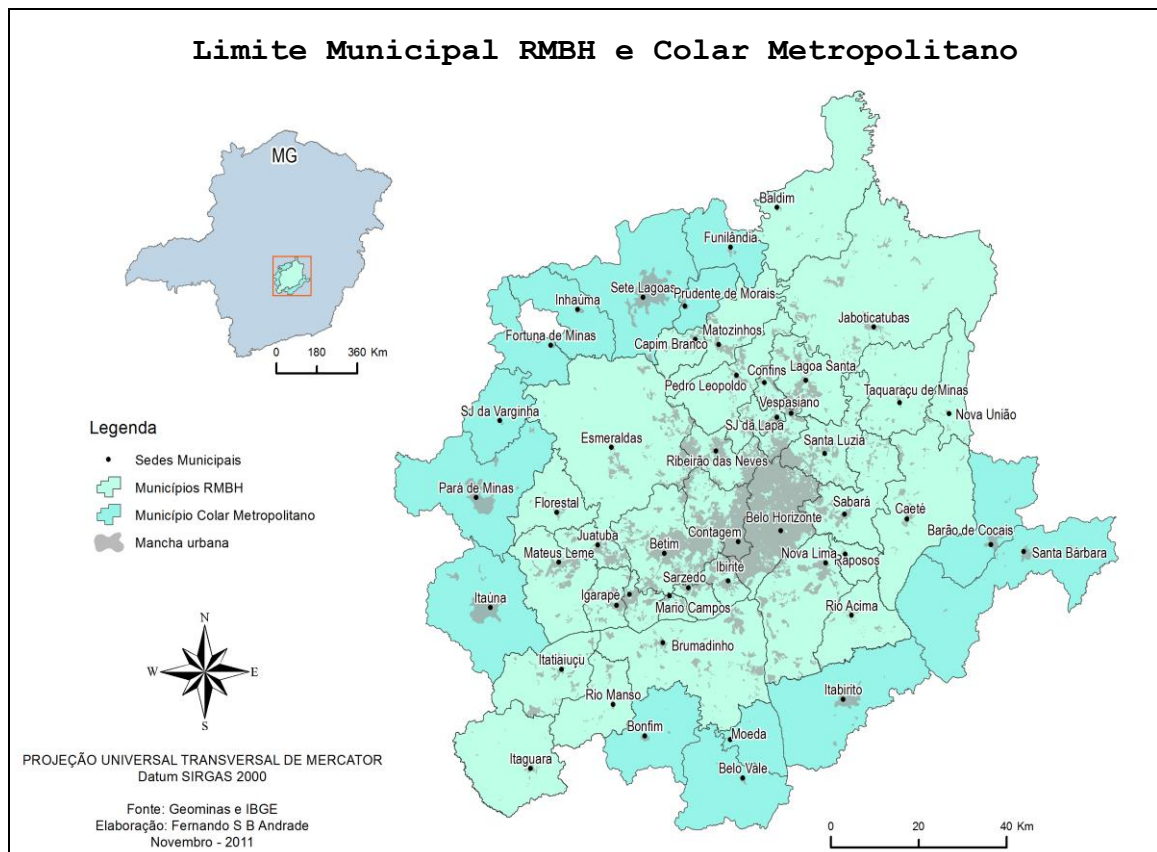 Limite Municipal RMBH e Colar Metropolitano
MG
0 180 360 Km
Legenda
Sedes Municipais
Municípios RMBH
Município Colar Metropolitano
Mancha urbana
N
W E
S
PROJEÇÃO UNIVERSAL TRANSVERSAL DE MERCATOR
Datum SIRGAS 2000
Fonte: Geominas e IBGE
Elaboração: Fernando S B Andrade
Novembro - 2011
Baldim
Funilândia
Sete Lagoas
Prudente de Morais
Inhaúma
Jaboticatubas
Matozinhos
Fortuna de Minas
Capim Branco
Lagoa Santa
Confins
Pedro Leopoldo
Taquaraçu de Minas
Vespasiano
Nova União
SJ da Varginha
SJ da Lapa
Santa Luzia
Esmeraldas
Ribeirão das Neves
Pará de Minas
Florestal
Sabará
Caeté
Belo Horizonte
Barão de Cocais
Juatuba
Contagem
Santa Bárbara
Mateus Leme
Betim
Nova Lima
Raposos
Ibirite
Sarzedo
Igarapé
Itaúna
Mario Campos
Rio Acima
Brumadinho
Itatiaiuçu
Itabirito
Rio Manso
Bonfim
Moeda
Itaguara
Belo Vale
0 20 40 Km